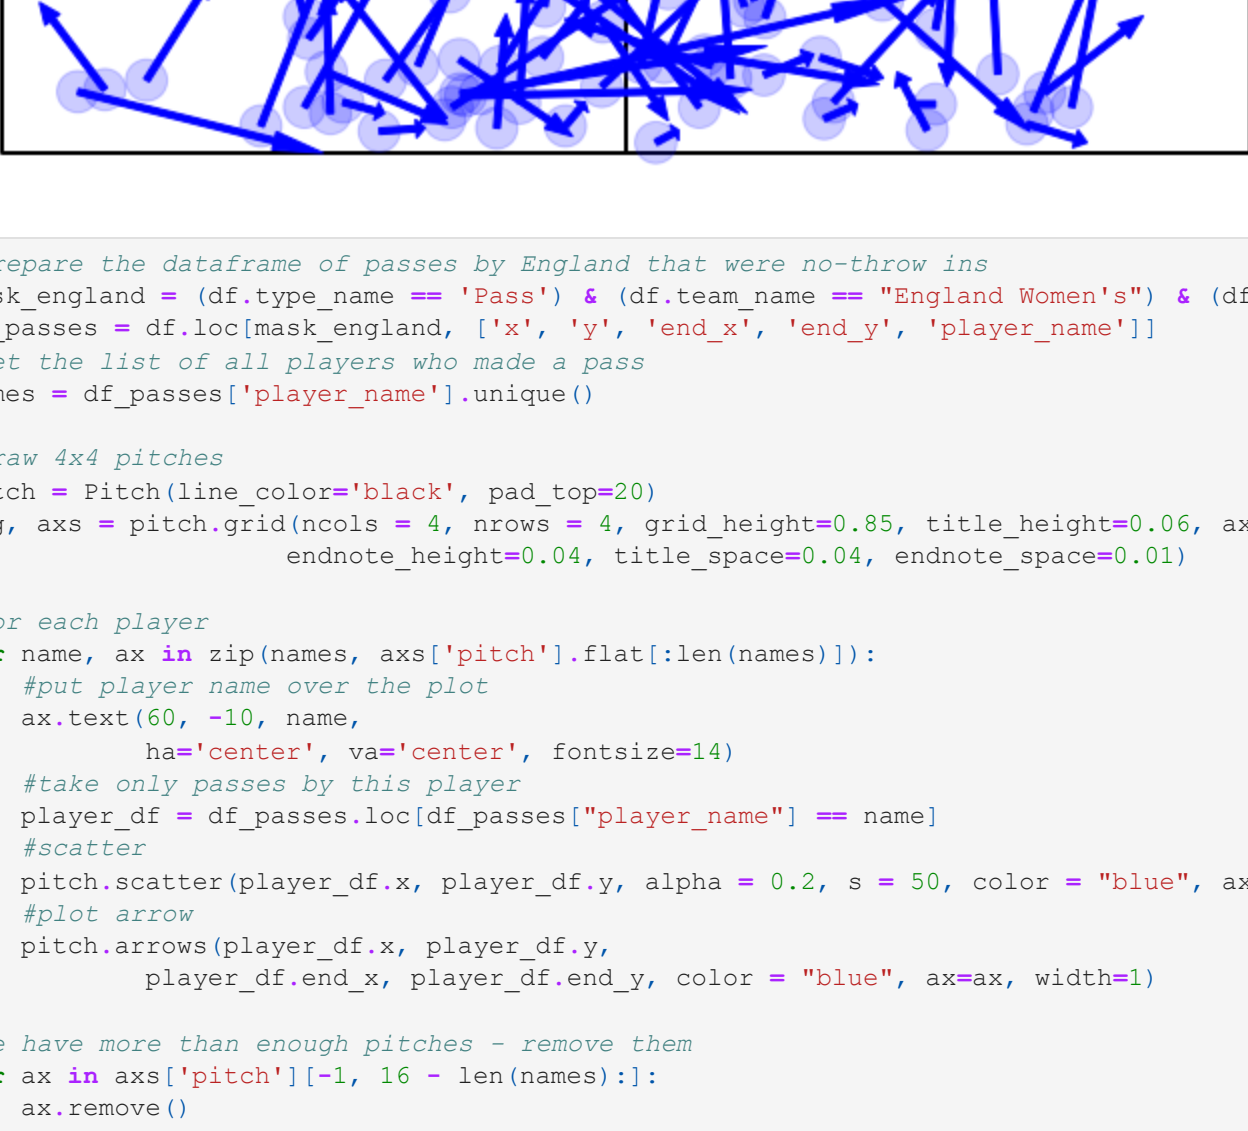 repare the dataframe of passes by England that were no-throw ins
sk_england = (df.type_name == 'Pass') & (df.team_name == "England Women's") & (df
_passes = df.loc[mask_england, ['x', 'y', 'end_x', 'end_y', 'player_name']]
et the list of all players who made a pass
mes = df_passes['player_name'].unique()
raw 4x4 pitches
tch = Pitch(line_color='black', pad_top=20)
g, axs = pitch.grid(ncols = 4, nrows = 4, grid_height=0.85, title_height=0.06, ax
endnote_height=0.04, title_space=0.04, endnote_space=0.01)
or each player
r name, ax in zip(names, axs['pitch'].flat[:len(names)]):
#put player name over the plot
ax.text(60, -10, name,
ha='center', va='center', fontsize=14)
#take only passes by this player
player_df = df_passes.loc[df_passes["player_name"] == name]
#scatter
pitch.scatter(player_df.x, player_df.y, alpha = 0.2, s = 50, color = "blue", ax
#plot arrow
pitch.arrows(player_df.x, player_df.y,
player_df.end_x, player_df.end_y, color = "blue", ax=ax, width=1)
e have more than enough pitches - remove them
r ax in axs['pitch'][-1, 16 - len(names):]:
ax.remove()